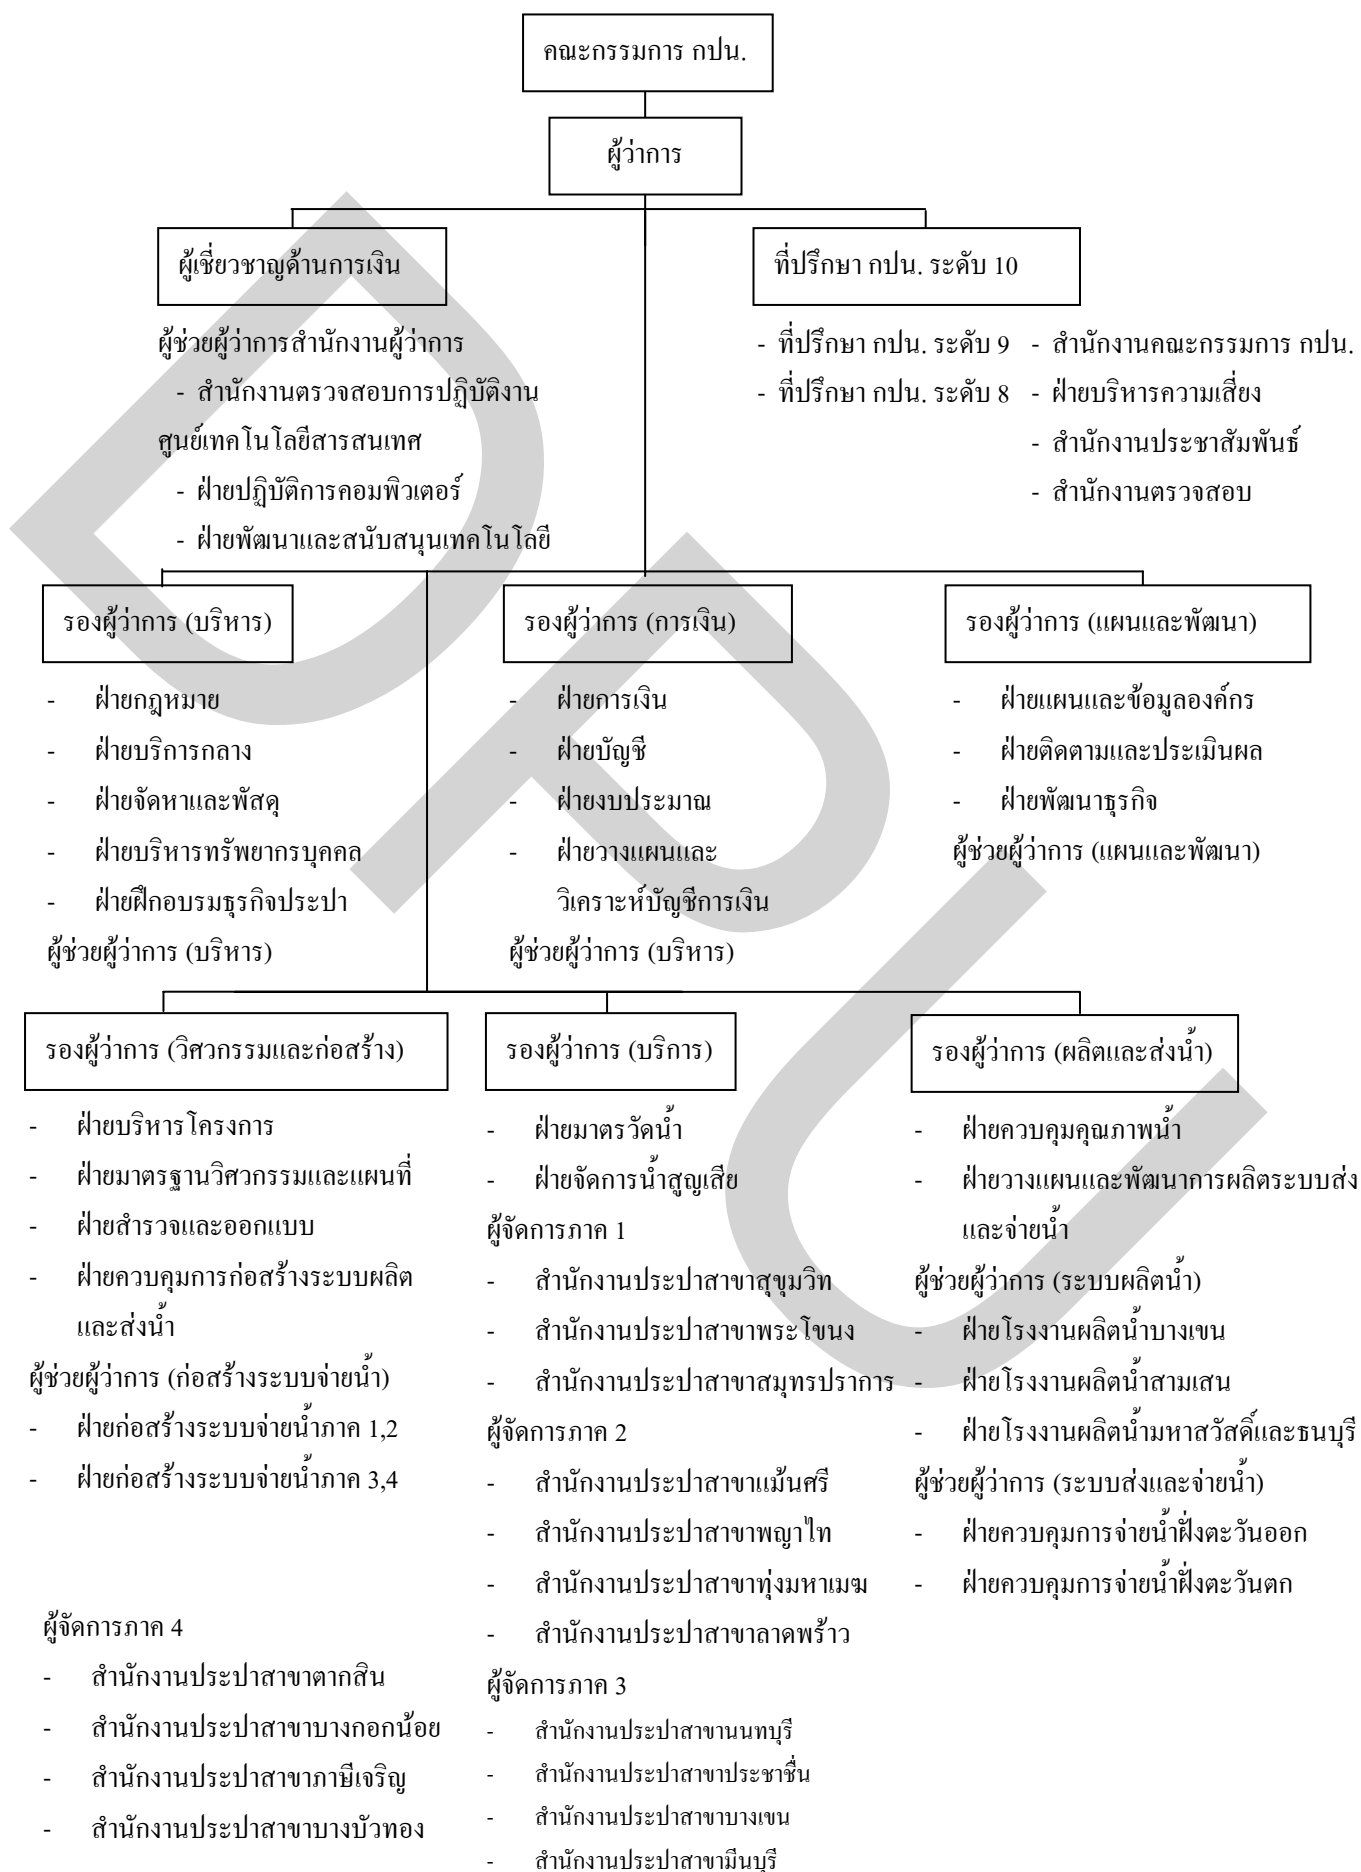 คณะกรรมการ กปน.
ผู้ว่าการ
ผู้เชี่ยวชาญด้านการเงิน
ที่ปรึกษา กปน. ระดับ 10
ผู้ช่วยผู้ว่าการสำนักงานผู้ว่าการ
- สำนักงานตรวจสอบการปฏิบัติงาน
ศูนย์เทคโนโลยีสารสนเทศ
- ฝ่ายปฏิบัติการคอมพิวเตอร์
- ฝ่ายพัฒนาและสนับสนุนเทคโนโลยี
- ที่ปรึกษา กปน. ระดับ 9
- ที่ปรึกษา กปน. ระดับ 8
- สำนักงานคณะกรรมการ กปน.
- ฝ่ายบริหารความเสี่ยง
- สำนักงานประชาสัมพันธ์
- สำนักงานตรวจสอบ
รองผู้ว่าการ (บริหาร)
- ฝ่ายกฎหมาย
- ฝ่ายบริการกลาง
- ฝ่ายจัดหาและพัสดุ
- ฝ่ายบริหารทรัพยากรบุคคล
- ฝ่ายฝึกอบรมธุรกิจประปา
ผู้ช่วยผู้ว่าการ (บริหาร)
รองผู้ว่าการ (การเงิน)
- ฝ่ายการเงิน
- ฝ่ายบัญชี
- ฝ่ายงบประมาณ
- ฝ่ายวางแผนและ
วิเคราะห์บัญชีการเงิน
ผู้ช่วยผู้ว่าการ (บริหาร)
รองผู้ว่าการ (แผนและพัฒนา)
- ฝ่ายแผนและข้อมูลองค์กร
- ฝ่ายติดตามและประเมินผล
- ฝ่ายพัฒนาธุรกิจ
ผู้ช่วยผู้ว่าการ (แผนและพัฒนา)
รองผู้ว่าการ (วิศวกรรมและก่อสร้าง)
- ฝ่ายบริหารโครงการ
- ฝ่ายมาตรฐานวิศวกรรมและแผนที่
- ฝ่ายสำรวจและออกแบบ
- ฝ่ายควบคุมการก่อสร้างระบบผลิต
และส่งน้ำ
ผู้ช่วยผู้ว่าการ (ก่อสร้างระบบจ่ายน้ำ)
- ฝ่ายก่อสร้างระบบจ่ายน้ำภาค 1,2
- ฝ่ายก่อสร้างระบบจ่ายน้ำภาค 3,4
รองผู้ว่าการ (บริการ)
- ฝ่ายมาตรวัดน้ำ
- ฝ่ายจัดการน้ำสูญเสีย
ผู้จัดการภาค 1
- สำนักงานประปาสาขาสุขุมวิท
- สำนักงานประปาสาขาพระโขนง
- สำนักงานประปาสาขาสมุทรปราการ
ผู้จัดการภาค 2
- สำนักงานประปาสาขาแม้นศรี
- สำนักงานประปาสาขาพญาไท
- สำนักงานประปาสาขาทุ่งมหาเมฆ
- สำนักงานประปาสาขาลาดพร้าว
ผู้จัดการภาค 3
- สำนักงานประปาสาขานนทบุรี
- สำนักงานประปาสาขาประชาชื่น
- สำนักงานประปาสาขาบางเขน
- สำนักงานประปาสาขามีนบุรี
รองผู้ว่าการ (ผลิตและส่งน้ำ)
- ฝ่ายควบคุมคุณภาพน้ำ
- ฝ่ายวางแผนและพัฒนาการผลิตระบบส่ง
และจ่ายน้ำ
ผู้ช่วยผู้ว่าการ (ระบบผลิตน้ำ)
- ฝ่ายโรงงานผลิตน้ำบางเขน
- ฝ่ายโรงงานผลิตน้ำสามเสน
- ฝ่ายโรงงานผลิตน้ำมหาสวัสดิ์และธนบุรี
ผู้ช่วยผู้ว่าการ (ระบบส่งและจ่ายน้ำ)
- ฝ่ายควบคุมการจ่ายน้ำฝั่งตะวันออก
- ฝ่ายควบคุมการจ่ายน้ำฝั่งตะวันตก
ผู้จัดการภาค 4
- สำนักงานประปาสาขาตากสิน
- สำนักงานประปาสาขาบางกอกน้อย
- สำนักงานประปาสาขาภาษีเจริญ
- สำนักงานประปาสาขาบางบัวทอง
DPU